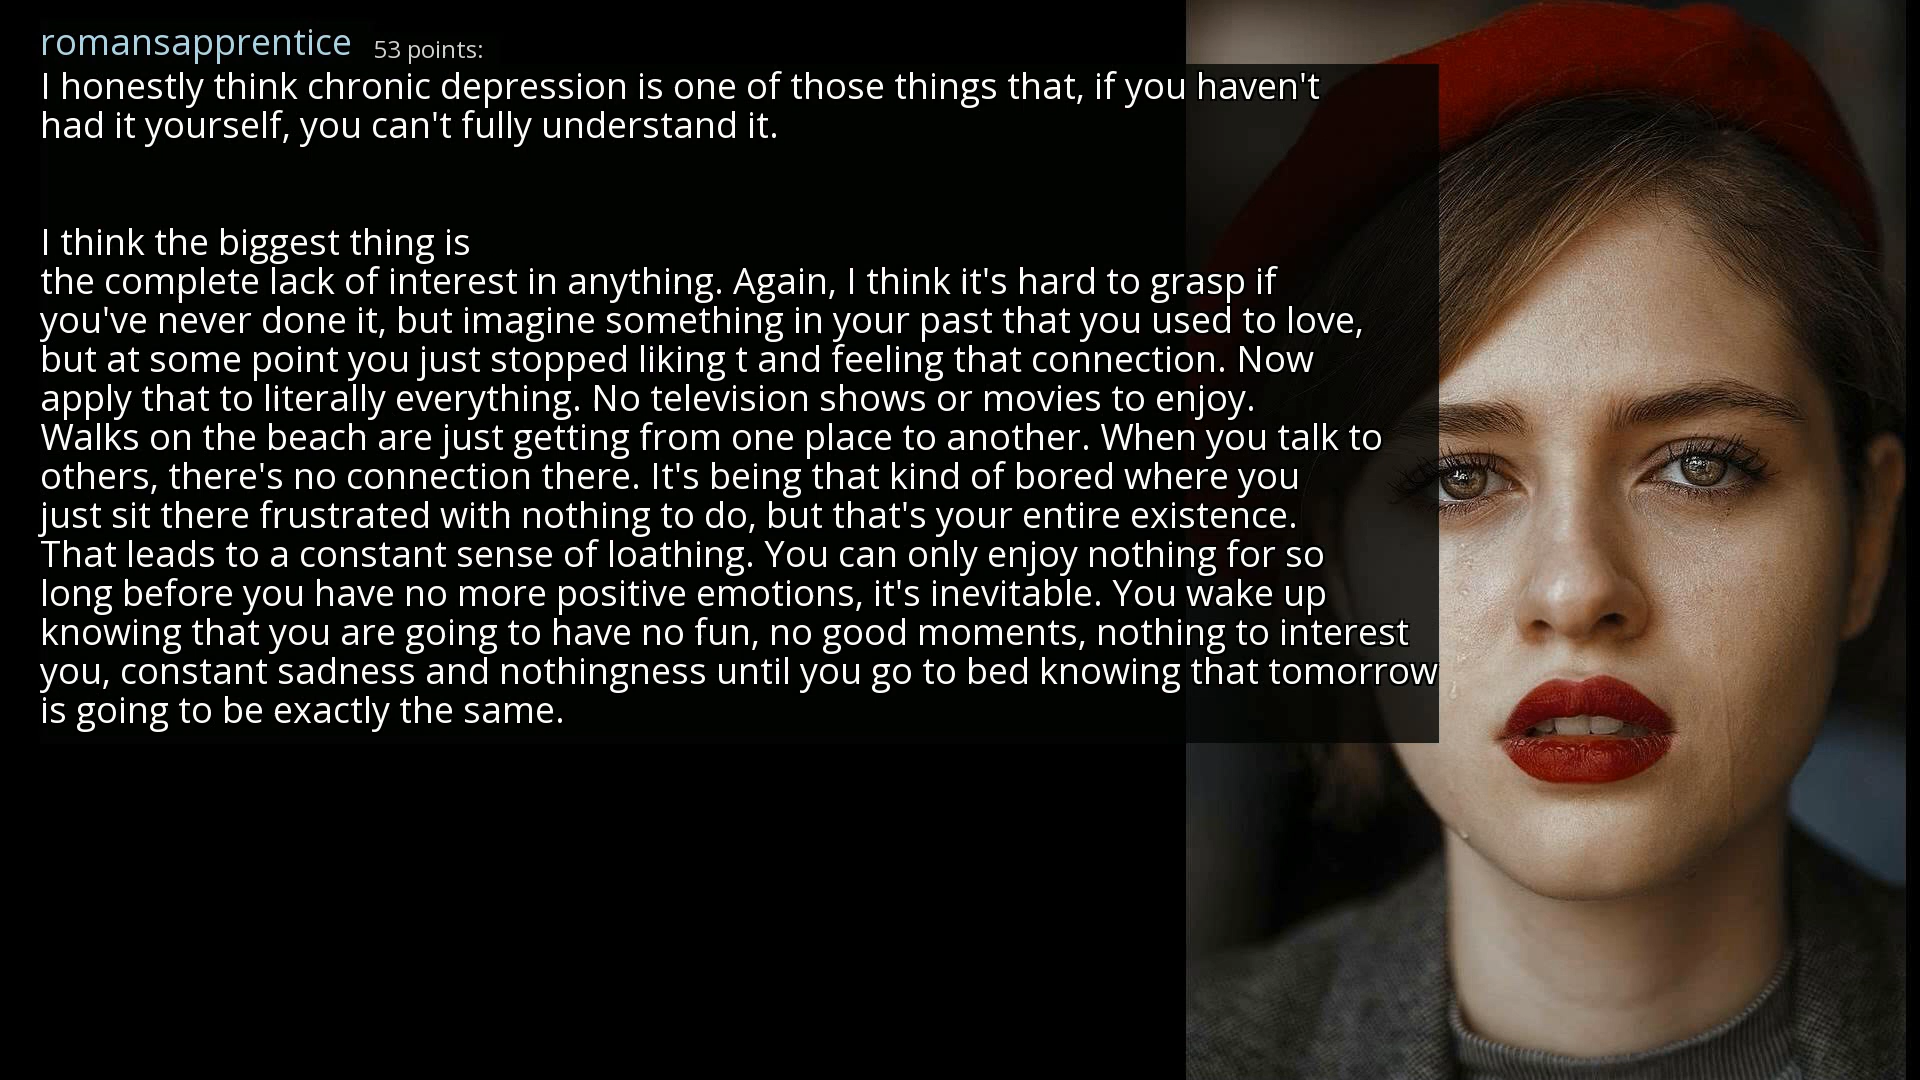 romansapprentice 53 points:
I honestly think chronic depression is one of those things that, if you haven't
had it yourself, you can't fully understand it.
I think the biggest thing is
the complete lack of interest in anything. Again, I think it's hard to grasp if
you've never done it, but imagine something in your past that you used to love,
but at some point you just stopped liking t and feeling that connection. Now
apply that to literally everything. No television shows or movies to enjoy.
Walks on the beach are just getting from one place to another. When you talk to
others, there's no connection there. It's being that kind of bored where you
just sit there frustrated with nothing to do, but that's your entire existence.
That leads to a constant sense of loathing. You can only enjoy nothing for so
long before you have no more positive emotions, it's inevitable. You wake up
knowing that you are going to have no fun, no good moments, nothing to interest
you, constant sadness and nothingness until you go to bed knowing that tomorrow
is going to be exactly the same.